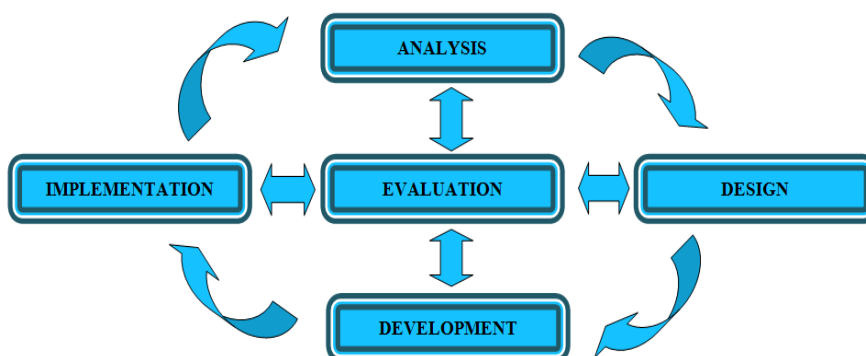 ANALYSIS
IMPLEMENTATION
EVALUATION
DESIGN
DEVELOPMENT